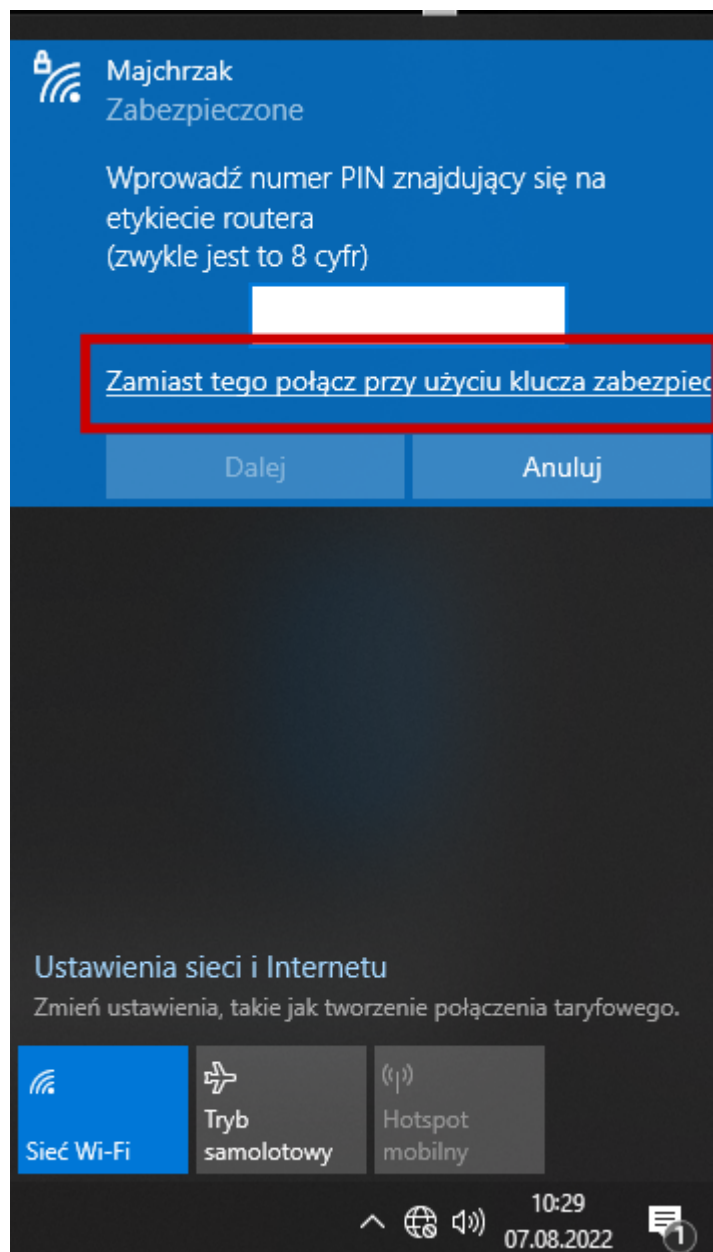 Majchrzak
Zabezpieczone
Wprowadź numer PIN znajdujący się na
etykiecie routera
(zwykle jest to 8 cyfr)
Zamiast tego połącz przy użyciu klucza zabezpiec
Dalej Anuluj
Ustawienia sieci i Internetu
Zmień ustawienia, takie jak tworzenie połączenia taryfowego.
Sieć Wi-Fi
Tryb
samolotowy
Hotspot
mobilny
10:29
07.08.2022
1